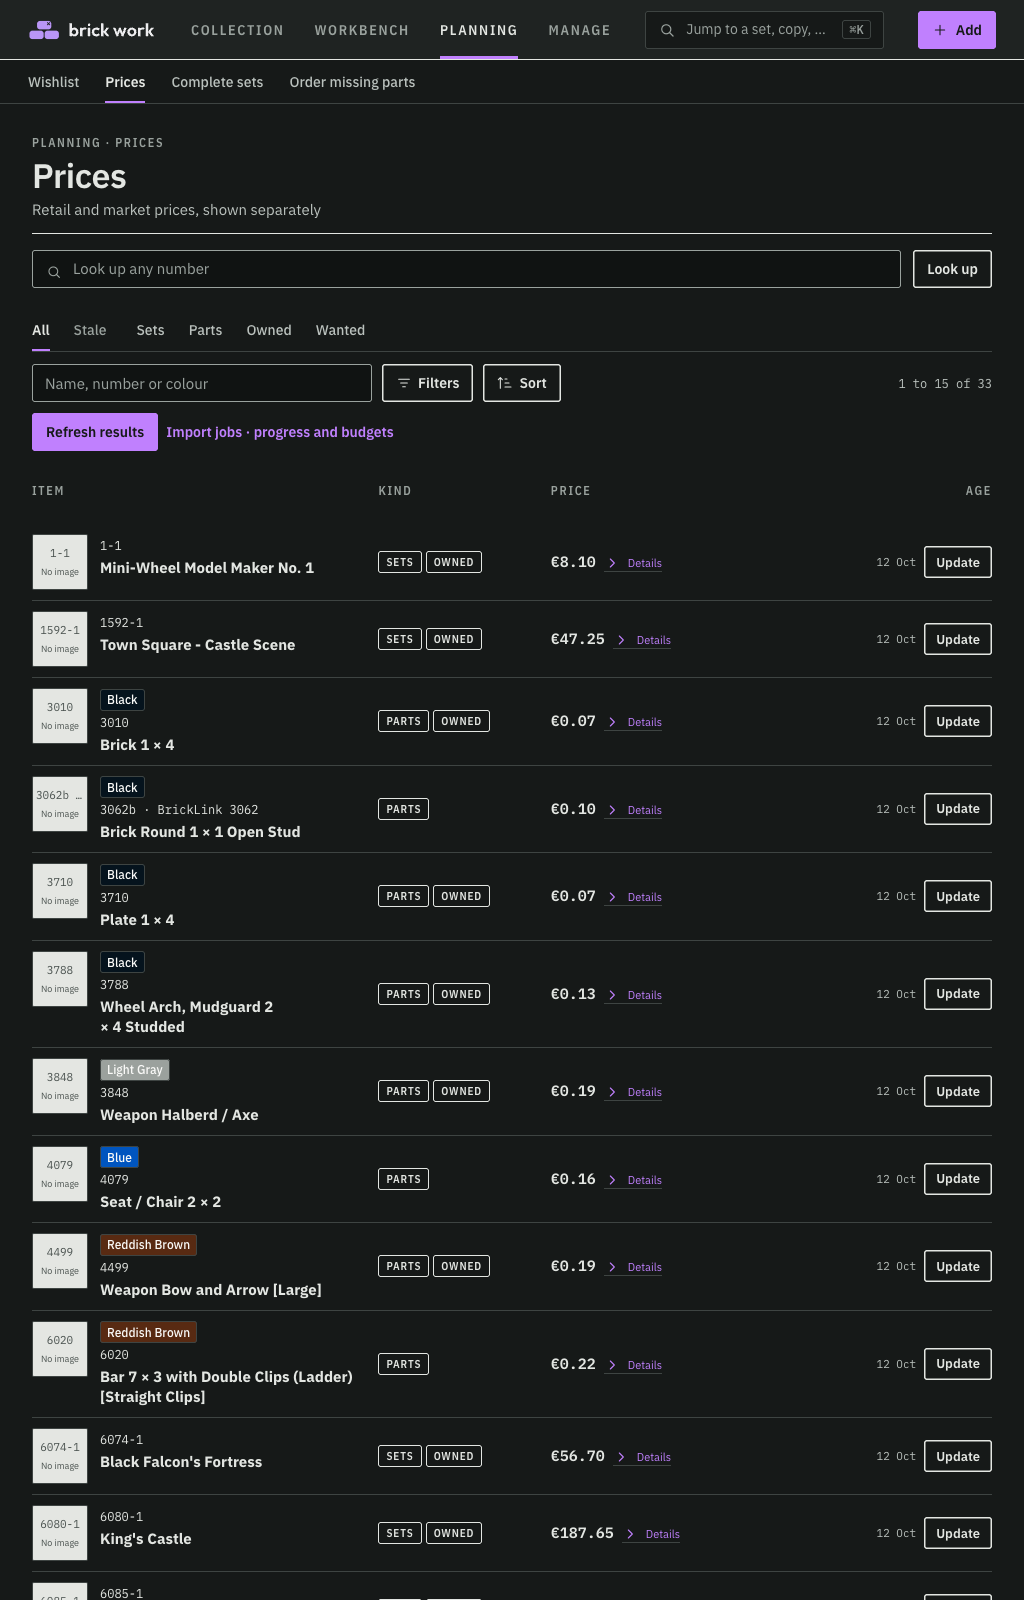 brick work
COLLECTION
WORKBENCH
PLANNING
MANAGE
Jump to a set, copy, ...
⌘K
+ Add
Wishlist
Prices
Complete sets
Order missing parts
PLANNING · PRICES
Prices
Retail and market prices, shown separately
Look up any number
Look up
All
Stale
Sets
Parts
Owned
Wanted
Name, number or colour
Filters
Sort
1 to 15 of 33
Refresh results
Import jobs · progress and budgets
ITEM
KIND
PRICE
AGE
1-1
No image
1-1
Mini-Wheel Model Maker No. 1
SETS
OWNED
€8.10
Details
12 Oct
Update
1592-1
No image
1592-1
Town Square - Castle Scene
SETS
OWNED
€47.25
Details
12 Oct
Update
3010
No image
Black
3010
Brick 1 × 4
PARTS
OWNED
€0.07
Details
12 Oct
Update
3062b …
No image
Black
3062b · BrickLink 3062
Brick Round 1 × 1 Open Stud
PARTS
€0.10
Details
12 Oct
Update
3710
No image
Black
3710
Plate 1 × 4
PARTS
OWNED
€0.07
Details
12 Oct
Update
3788
No image
Black
3788
Wheel Arch, Mudguard 2
× 4 Studded
PARTS
OWNED
€0.13
Details
12 Oct
Update
3848
No image
Light Gray
3848
Weapon Halberd / Axe
PARTS
OWNED
€0.19
Details
12 Oct
Update
4079
No image
Blue
4079
Seat / Chair 2 × 2
PARTS
€0.16
Details
12 Oct
Update
4499
No image
Reddish Brown
4499
Weapon Bow and Arrow [Large]
PARTS
OWNED
€0.19
Details
12 Oct
Update
6020
No image
Reddish Brown
6020
Bar 7 × 3 with Double Clips (Ladder)
[Straight Clips]
PARTS
€0.22
Details
12 Oct
Update
6074-1
No image
6074-1
Black Falcon's Fortress
SETS
OWNED
€56.70
Details
12 Oct
Update
6080-1
No image
6080-1
King's Castle
SETS
OWNED
€187.65
Details
12 Oct
Update
6085-1